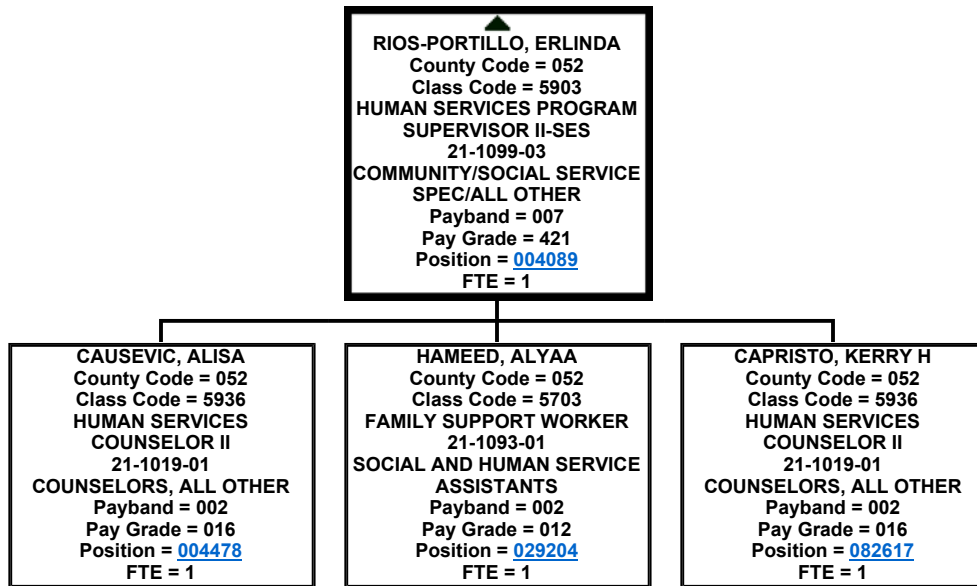 RIOS-PORTILLO, ERLINDA
County Code = 052
Class Code = 5903
HUMAN SERVICES PROGRAM
SUPERVISOR II-SES
21-1099-03
COMMUNITY/SOCIAL SERVICE
SPEC/ALL OTHER
Payband = 007
Pay Grade = 421
Position = 004089
FTE = 1
CAUSEVIC, ALISA
County Code = 052
Class Code = 5936
HUMAN SERVICES
COUNSELOR II
21-1019-01
COUNSELORS, ALL OTHER
Payband = 002
Pay Grade = 016
Position = 004478
FTE = 1
HAMEED, ALYAA
County Code = 052
Class Code = 5703
FAMILY SUPPORT WORKER
21-1093-01
SOCIAL AND HUMAN SERVICE
ASSISTANTS
Payband = 002
Pay Grade = 012
Position = 029204
FTE = 1
CAPRISTO, KERRY H
County Code = 052
Class Code = 5936
HUMAN SERVICES
COUNSELOR II
21-1019-01
COUNSELORS, ALL OTHER
Payband = 002
Pay Grade = 016
Position = 082617
FTE = 1